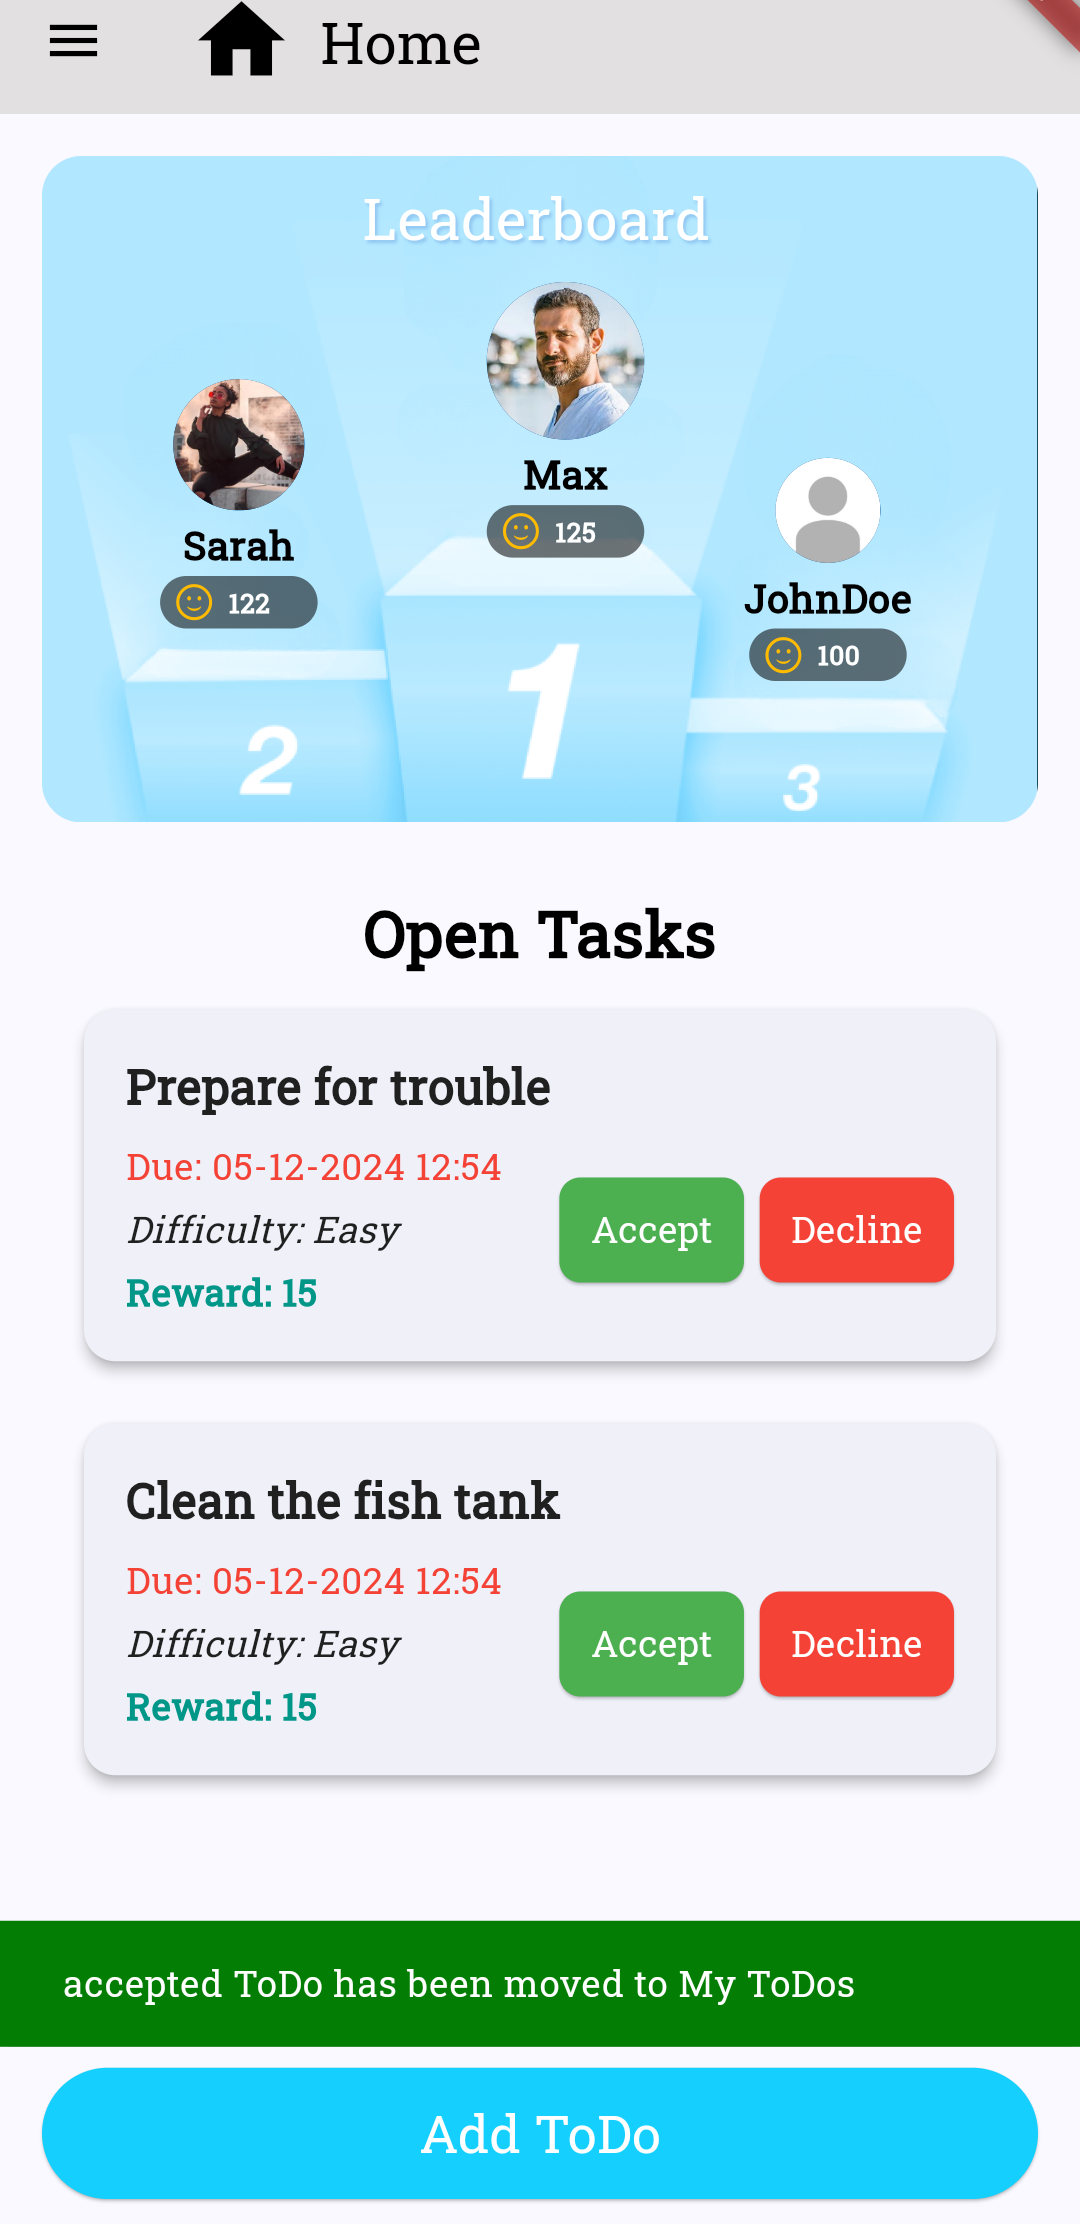 Home
Leaderboard
Max
125
Sarah
122
JohnDoe
100
1
2
3
Open Tasks
Prepare for trouble
Due: 05-12-2024 12:54
Difficulty: Easy
Reward: 15
Accept
Decline
Clean the fish tank
Due: 05-12-2024 12:54
Difficulty: Easy
Reward: 15
Accept
Decline
accepted ToDo has been moved to My ToDos
Add ToDo